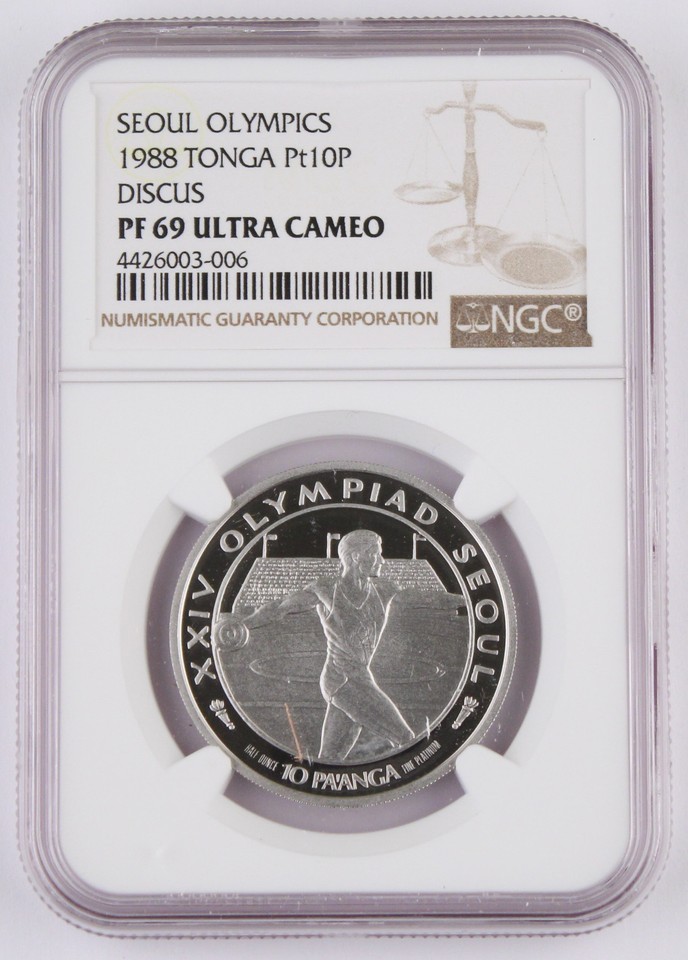 SEOUL OLYMPICS
1988 TONGA Pt10P
DISCUS
PF 69 ULTRA CAMEO
4426003-006
NUMISMATIC GUARANTY CORPORATION
NGC®
XXIV OLYMPIAD SEOUL
HALF OUNCE 10 PA'ANGA FINE PLATINUM